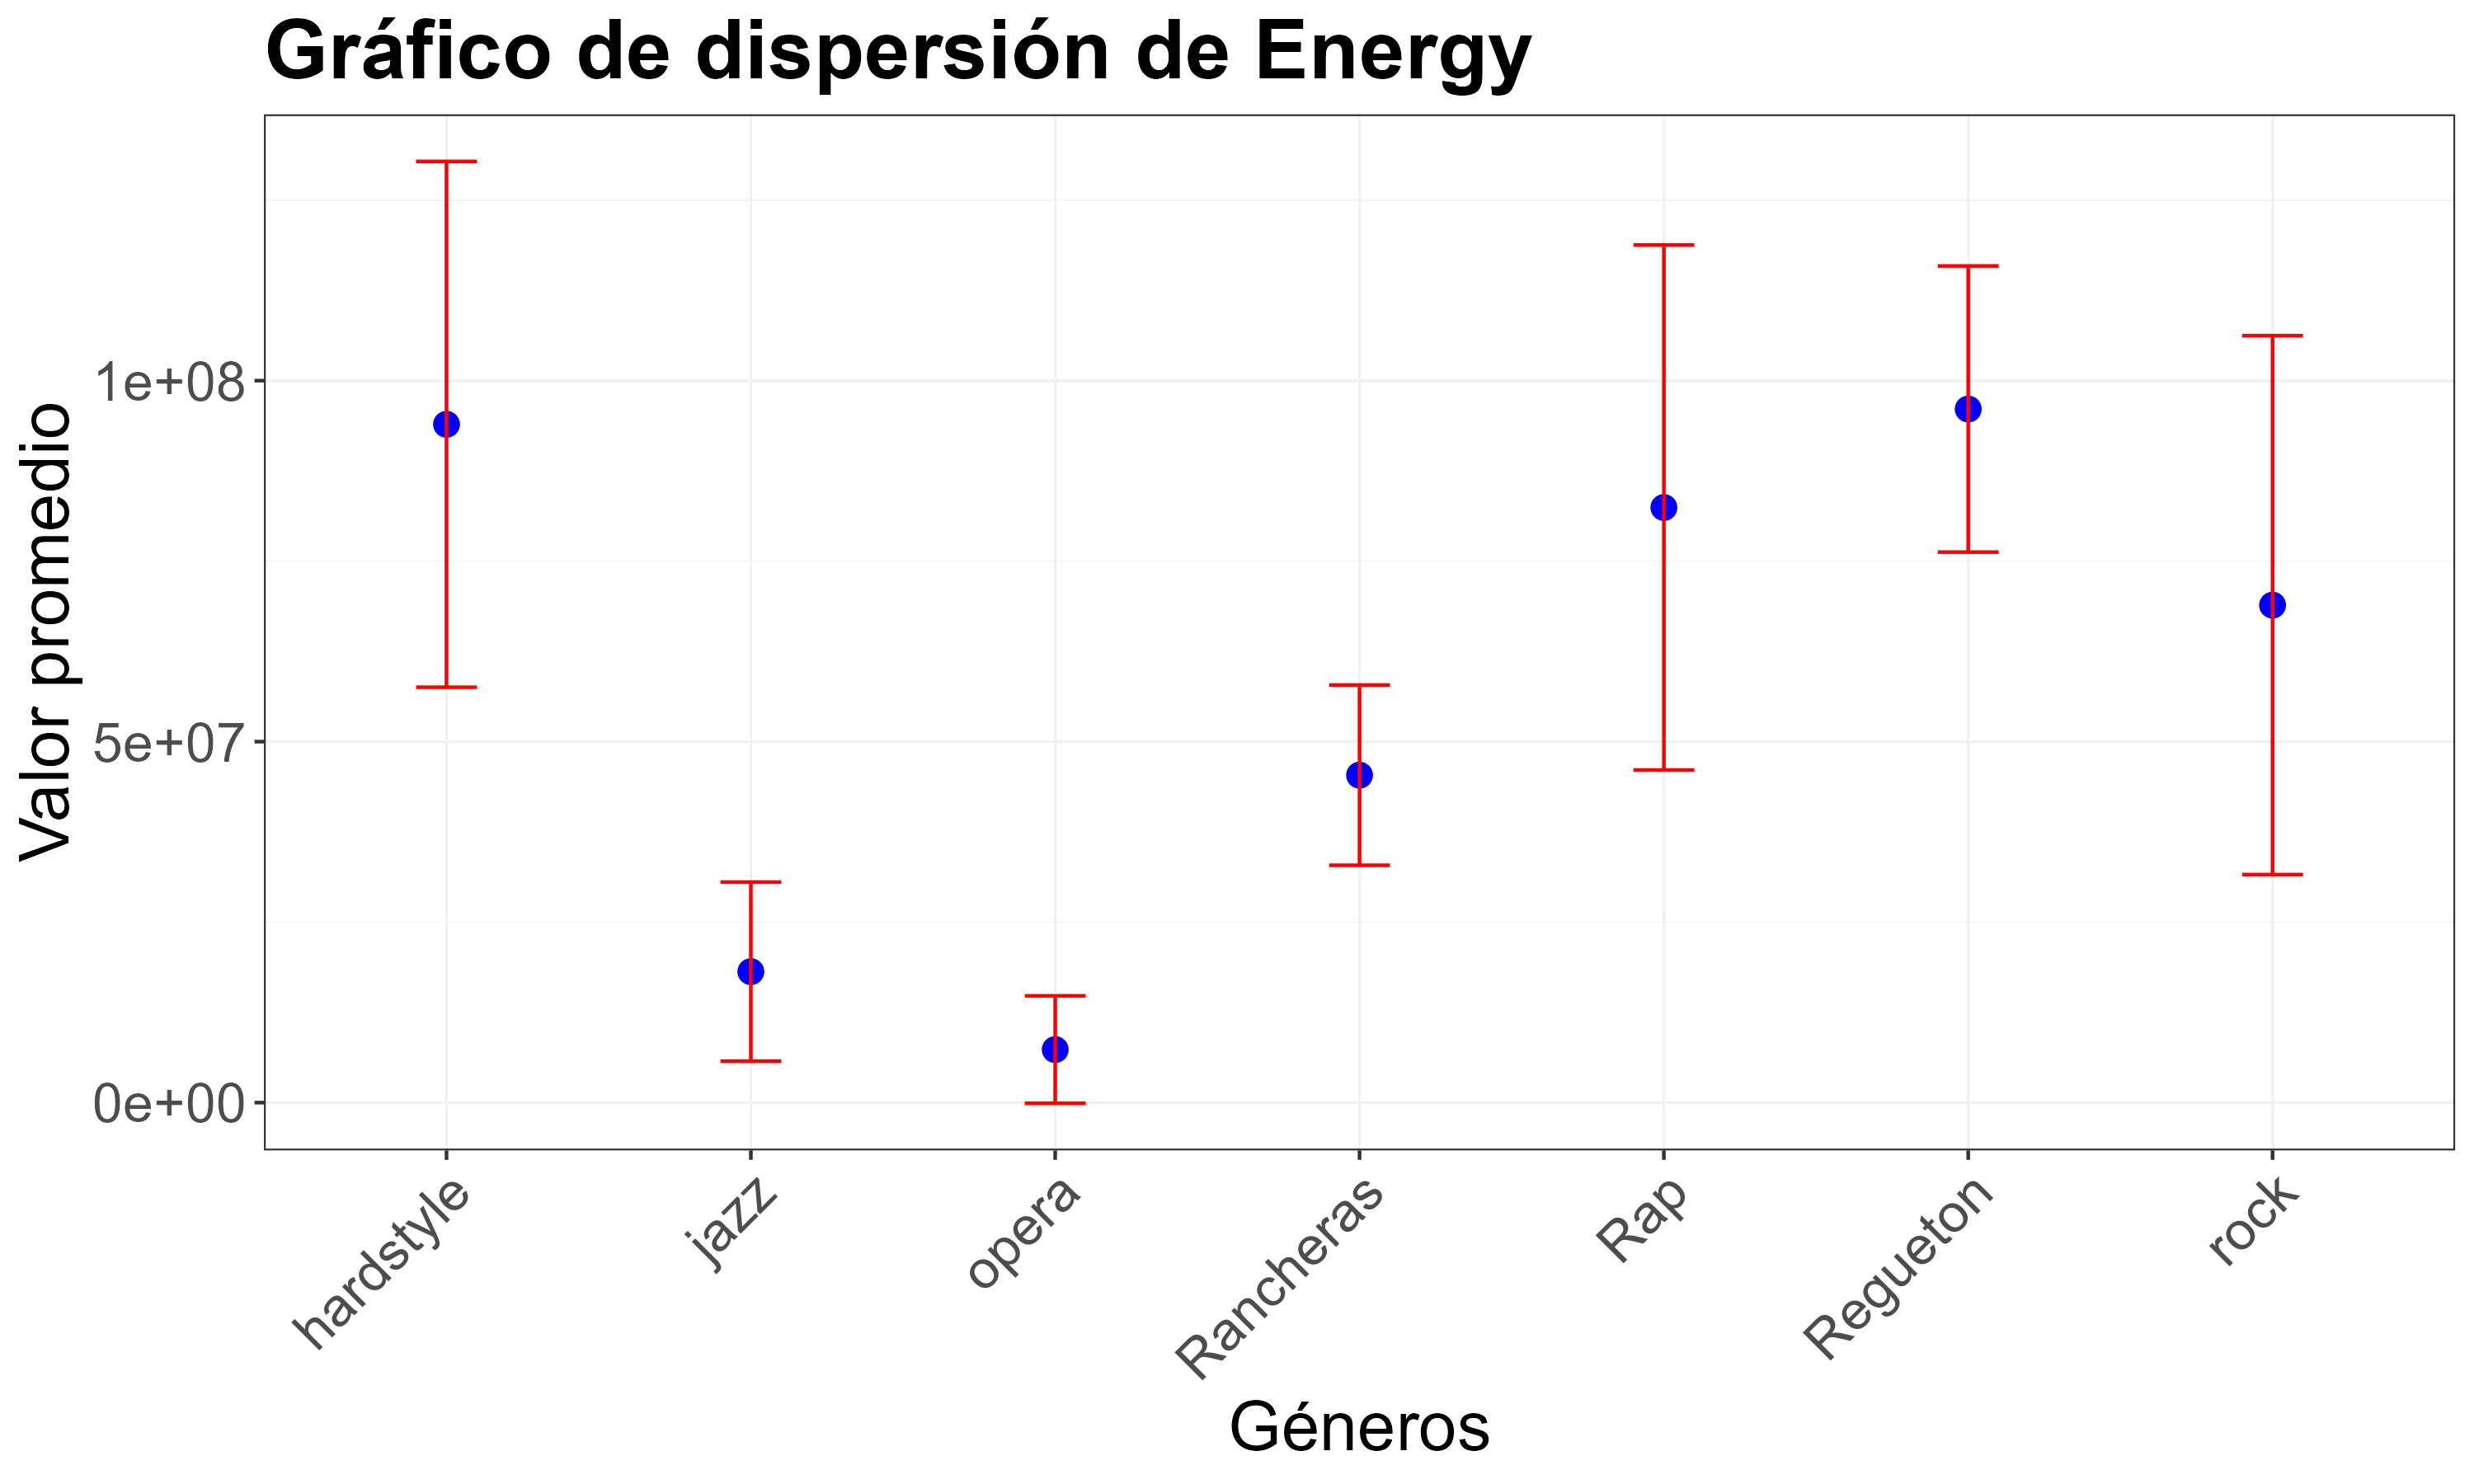 Gráfico de dispersión de Energy
Valor promedio
1e+08
5e+07
0e+00
hardstyle
jazz
opera
Rancheras
Rap
Regueton
rock
Géneros